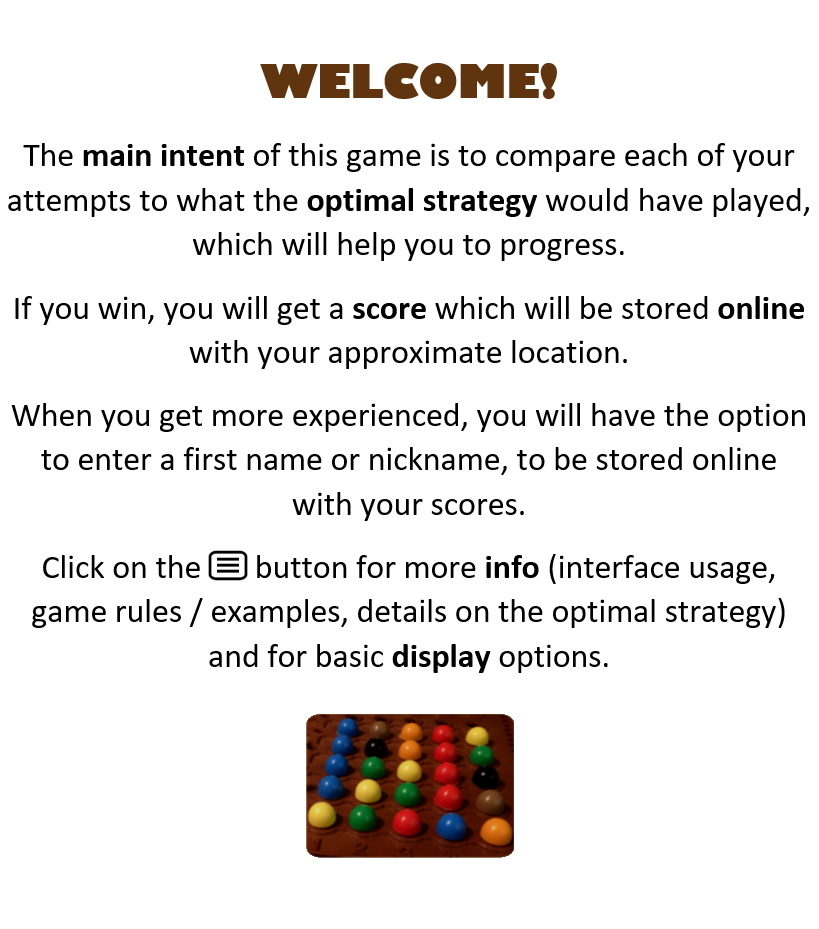 WELCOME!
The main intent of this game is to compare each of your
attempts to what the optimal strategy would have played,
which will help you to progress.
If you win, you will get a score which will be stored online
with your approximate location.
When you get more experienced, you will have the option
to enter a first name or nickname, to be stored online
with your scores.
Click on the button for more info (interface usage,
game rules / examples, details on the optimal strategy)
and for basic display options.
1 2